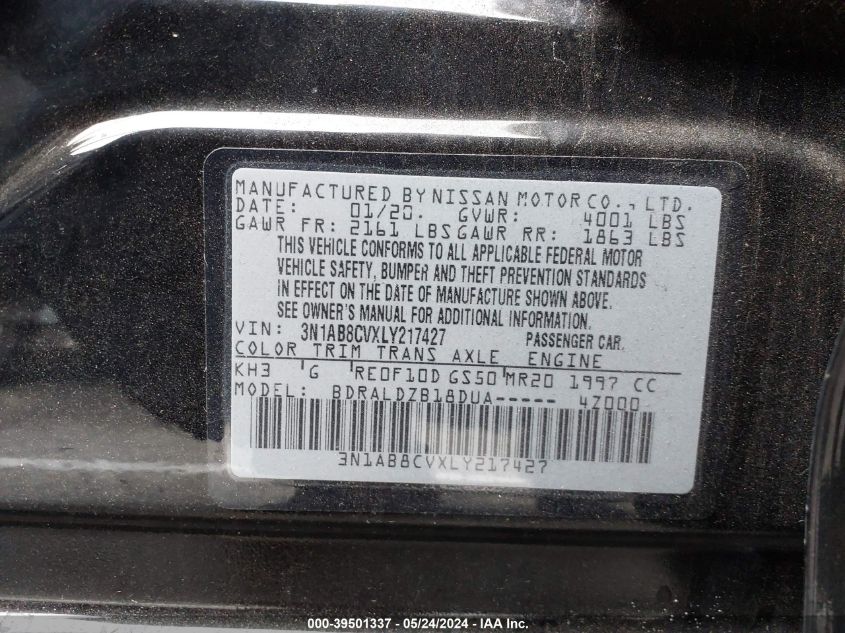 MANUFACTURED BY NISSAN MOTOR CO., LTD.
DATE: 01/20. GVWR: 4001 LBS
GAWR FR: 2161 LBS GAWR RR: 1863 LBS
THIS VEHICLE CONFORMS TO ALL APPLICABLE FEDERAL MOTOR
VEHICLE SAFETY, BUMPER AND THEFT PREVENTION STANDARDS
IN EFFECT ON THE DATE OF MANUFACTURE SHOWN ABOVE.
SEE OWNER'S MANUAL FOR ADDITIONAL INFORMATION.
VIN: 3N1AB8CVXLY217427 PASSENGER CAR.
COLOR TRIM TRANS AXLE ENGINE
KH3 G RE0F10D GS50 MR20 1997 CC
MODEL: BDRALDZB18DUA----- 4Z000
3N1AB8CVXLY217427
000-39501337 - 05/24/2024 - IAA Inc.